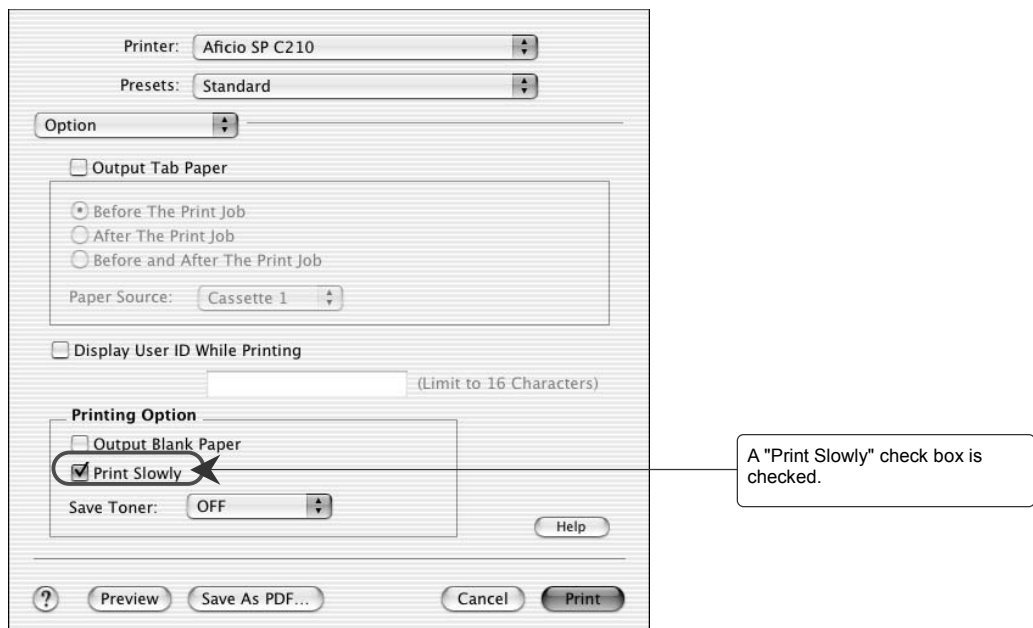 Printer: Aficio SP C210
Presets: Standard
Option
Output Tab Paper
Before The Print Job
After The Print Job
Before and After The Print Job
Paper Source: Cassette 1
Display User ID While Printing
(Limit to 16 Characters)
Printing Option
Output Blank Paper
Print Slowly
A "Print Slowly" check box is
checked.
Save Toner: OFF
Help
? Preview Save As PDF... Cancel Print